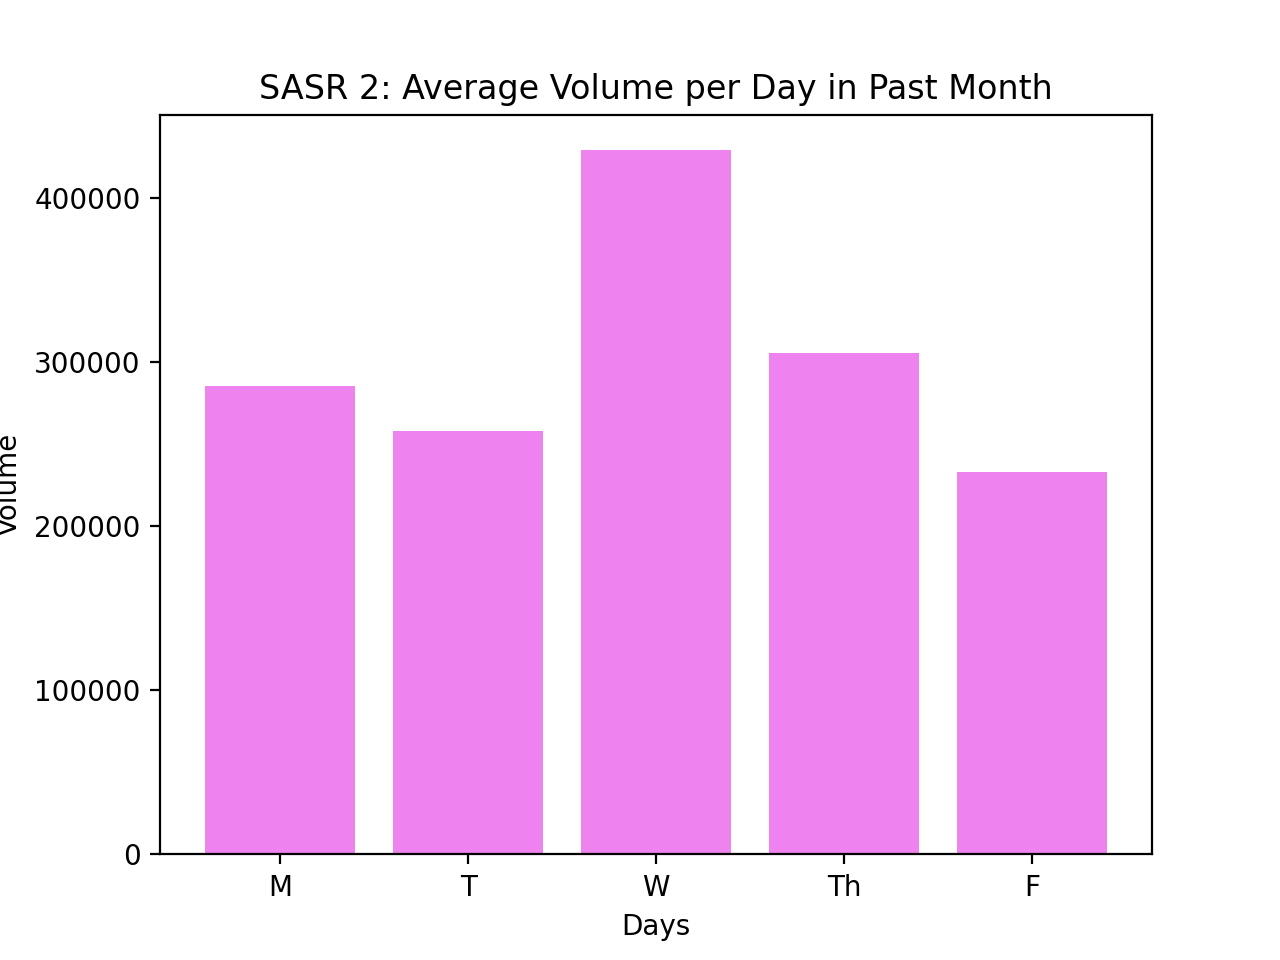 SASR 2: Average Volume per Day in Past Month
400000
300000
200000
100000
0
Volume
M T W Th F
Days